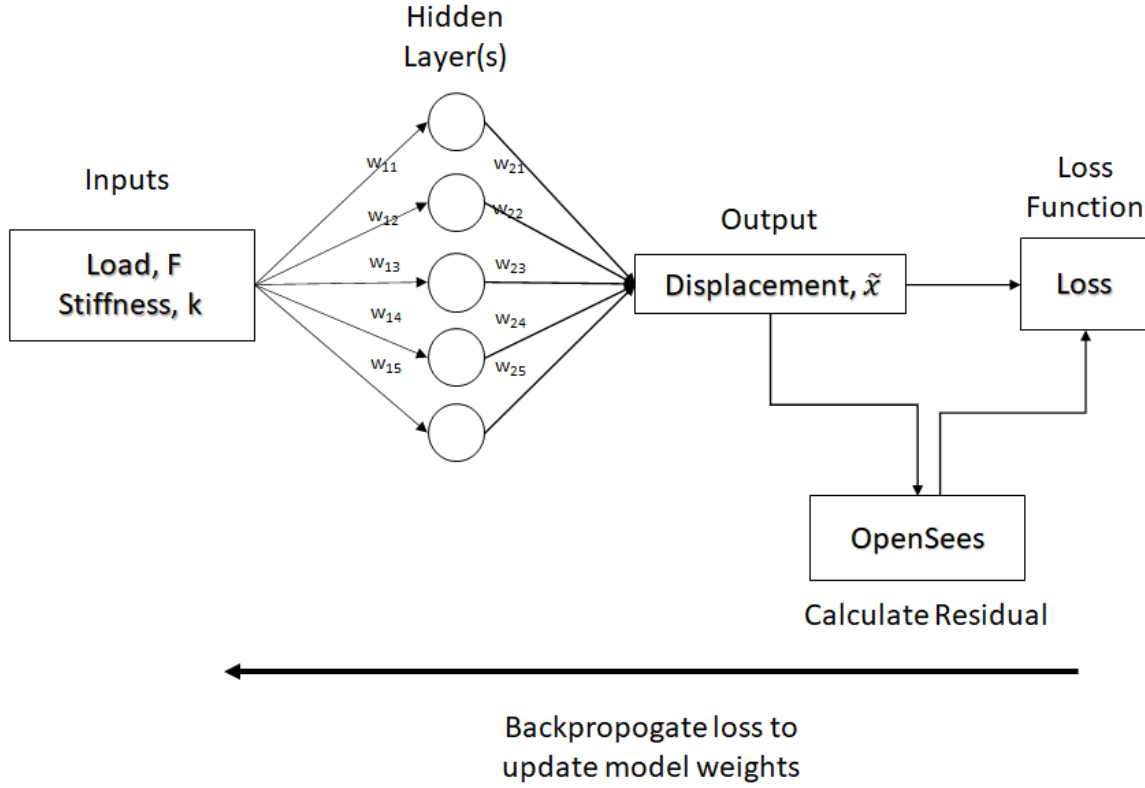 Hidden
Layer(s)
Inputs
Load, F
Stiffness, k
w₁₁
w₁₂
w₁₃
w₁₄
w₁₅
w₂₁
w₂₂
w₂₃
w₂₄
w₂₅
Output
Displacement, x̃
Loss
Function
Loss
OpenSees
Calculate Residual
Backpropogate loss to
update model weights